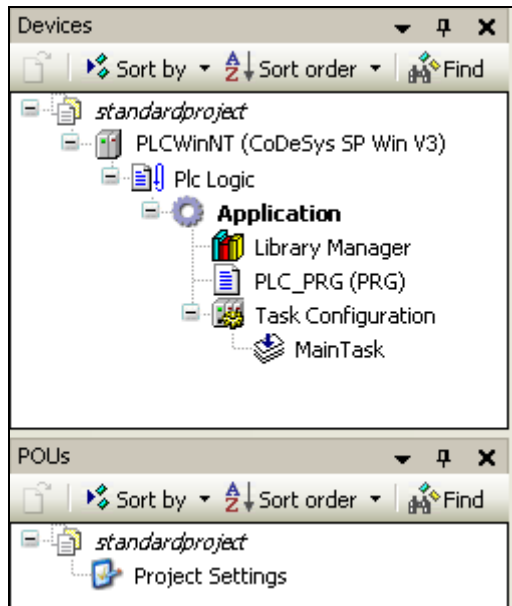 Devices
Sort by Sort order Find
standardproject
PLCWinNT (CoDeSys SP Win V3)
Plc Logic
Application
Library Manager
PLC_PRG (PRG)
Task Configuration
MainTask
POUs
Sort by Sort order Find
standardproject
Project Settings